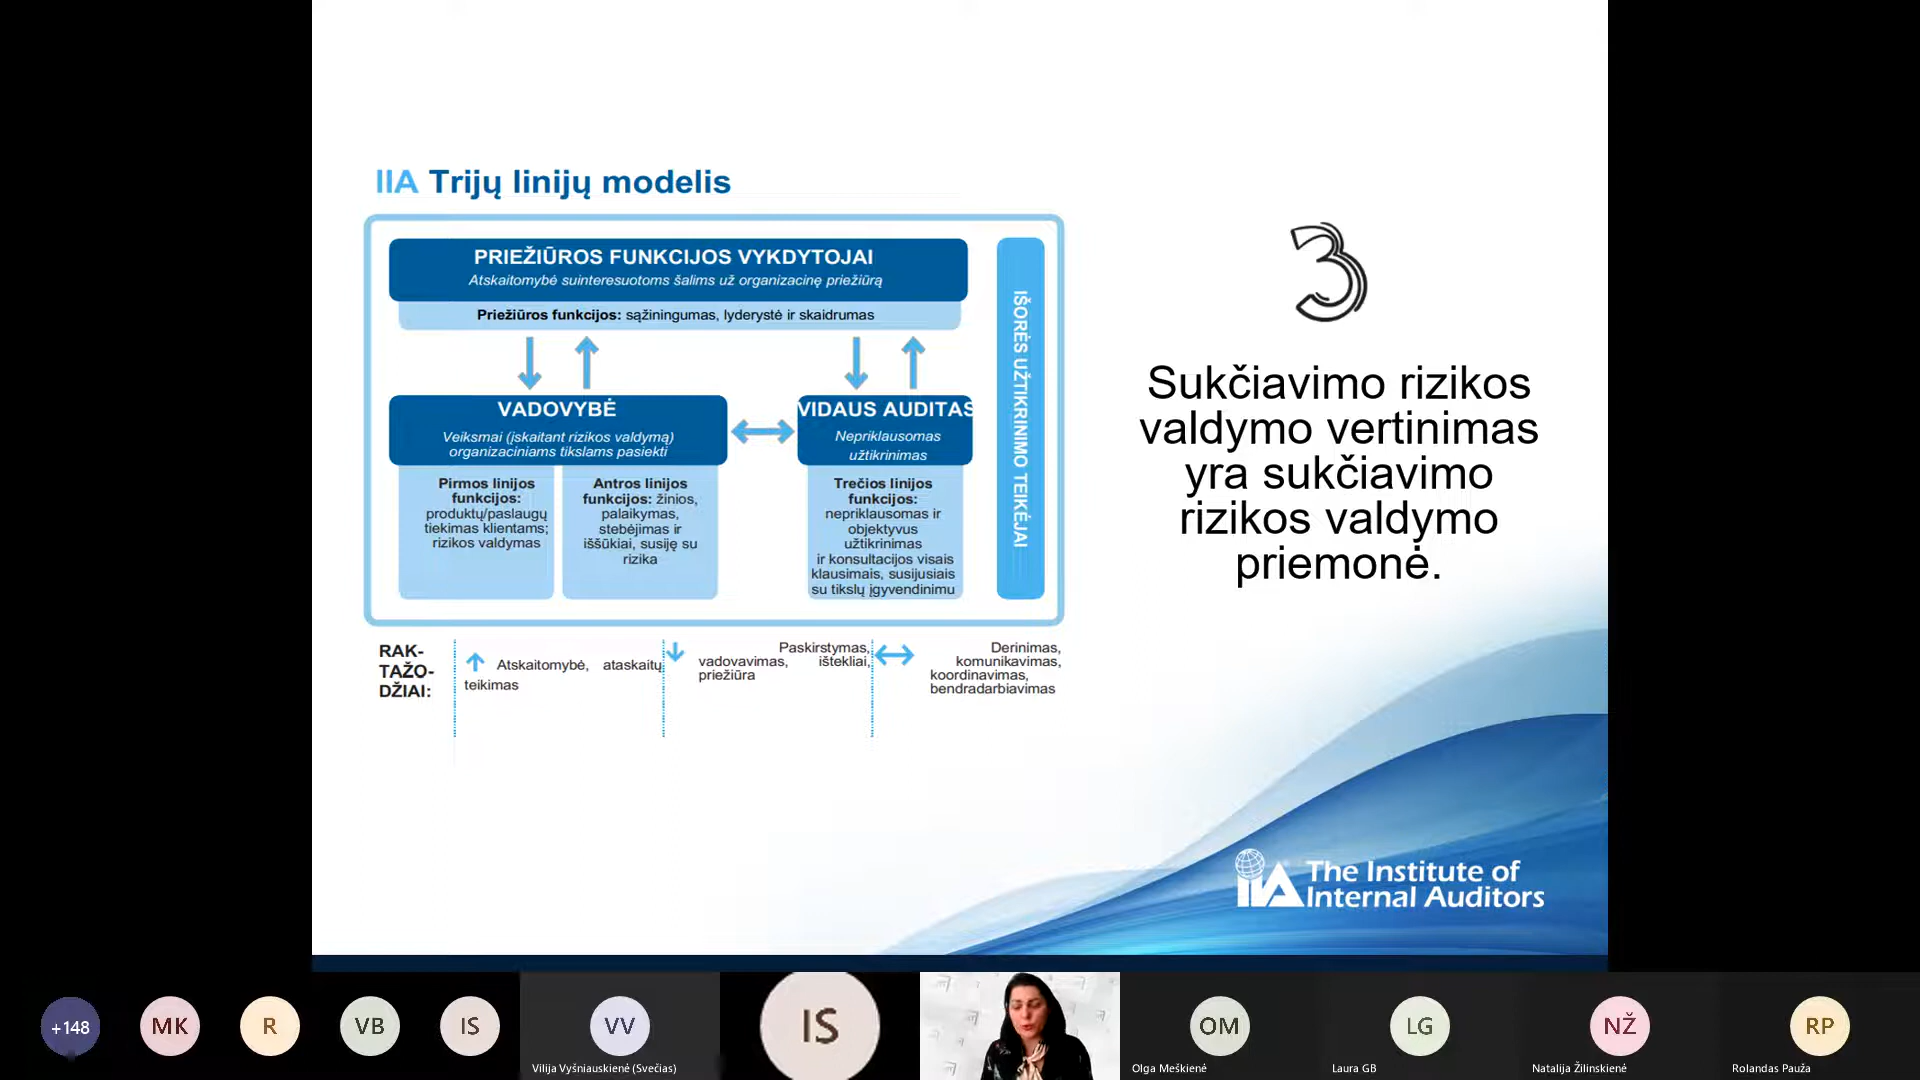 IIA Trijų linijų modelis
PRIEŽIŪROS FUNKCIJOS VYKDYTOJAI
Atskaitomybė suinteresuotoms šalims už organizacinę priežiūrą
Priežiūros funkcijos: sąžiningumas, lyderystė ir skaidrumas
VADOVYBĖ
Veiksmai (įskaitant rizikos valdymą)
organizaciniams tikslams pasiekti
Pirmos linijos
funkcijos:
produktų/paslaugų
tiekimas klientams;
rizikos valdymas
Antros linijos
funkcijos: žinios,
palaikymas,
stebėjimas ir
iššūkiai, susiję su
rizika
VIDAUS AUDITAS
Nepriklausomas
užtikrinimas
Trečios linijos
funkcijos:
nepriklausomas ir
objektyvus
užtikrinimas
ir konsultacijos visais
klausimais, susijusiais
su tikslų įgyvendinimu
IŠORĖS UŽTIKRINIMO TEIKĖJAI
RAK-
TAŽO-
DŽIAI:
Atskaitomybė, ataskaitų
teikimas
Paskirstymas,
vadovavimas, ištekliai,
priežiūra
Derinimas,
komunikavimas,
koordinavimas,
bendradarbiavimas
3
Sukčiavimo rizikos
valdymo vertinimas
yra sukčiavimo
rizikos valdymo
priemonė.
IIA
The Institute of
Internal Auditors
+148
MK
R
VB
IS
VV
Vilija Vyšniauskienė (Svečias)
IS
OM
Olga Meškienė
LG
Laura GB
NŽ
Natalija Žilinskienė
RP
Rolandas Pauža